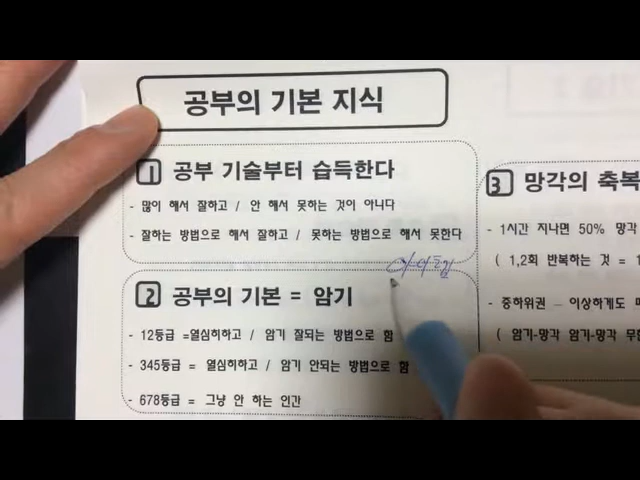 공부의 기본 지식
1 공부 기술부터 습득한다
- 많이 해서 잘하고 / 안 해서 못하는 것이 아니다
- 잘하는 방법으로 해서 잘하고 / 못하는 방법으로 해서 못한다
2 공부의 기본 = 암기
- 12등급 =열심히하고 / 암기 잘되는 방법으로 함
- 345등급 = 열심히하고 / 암기 안되는 방법으로 함
- 678등급 = 그냥 안 하는 인간
3 망각의 축복
- 1시간 지나면 50% 망각
( 1,2회 반복하는 것 = 1
- 중하위권 - 이상하게도
( 암기-망각 암기-망각